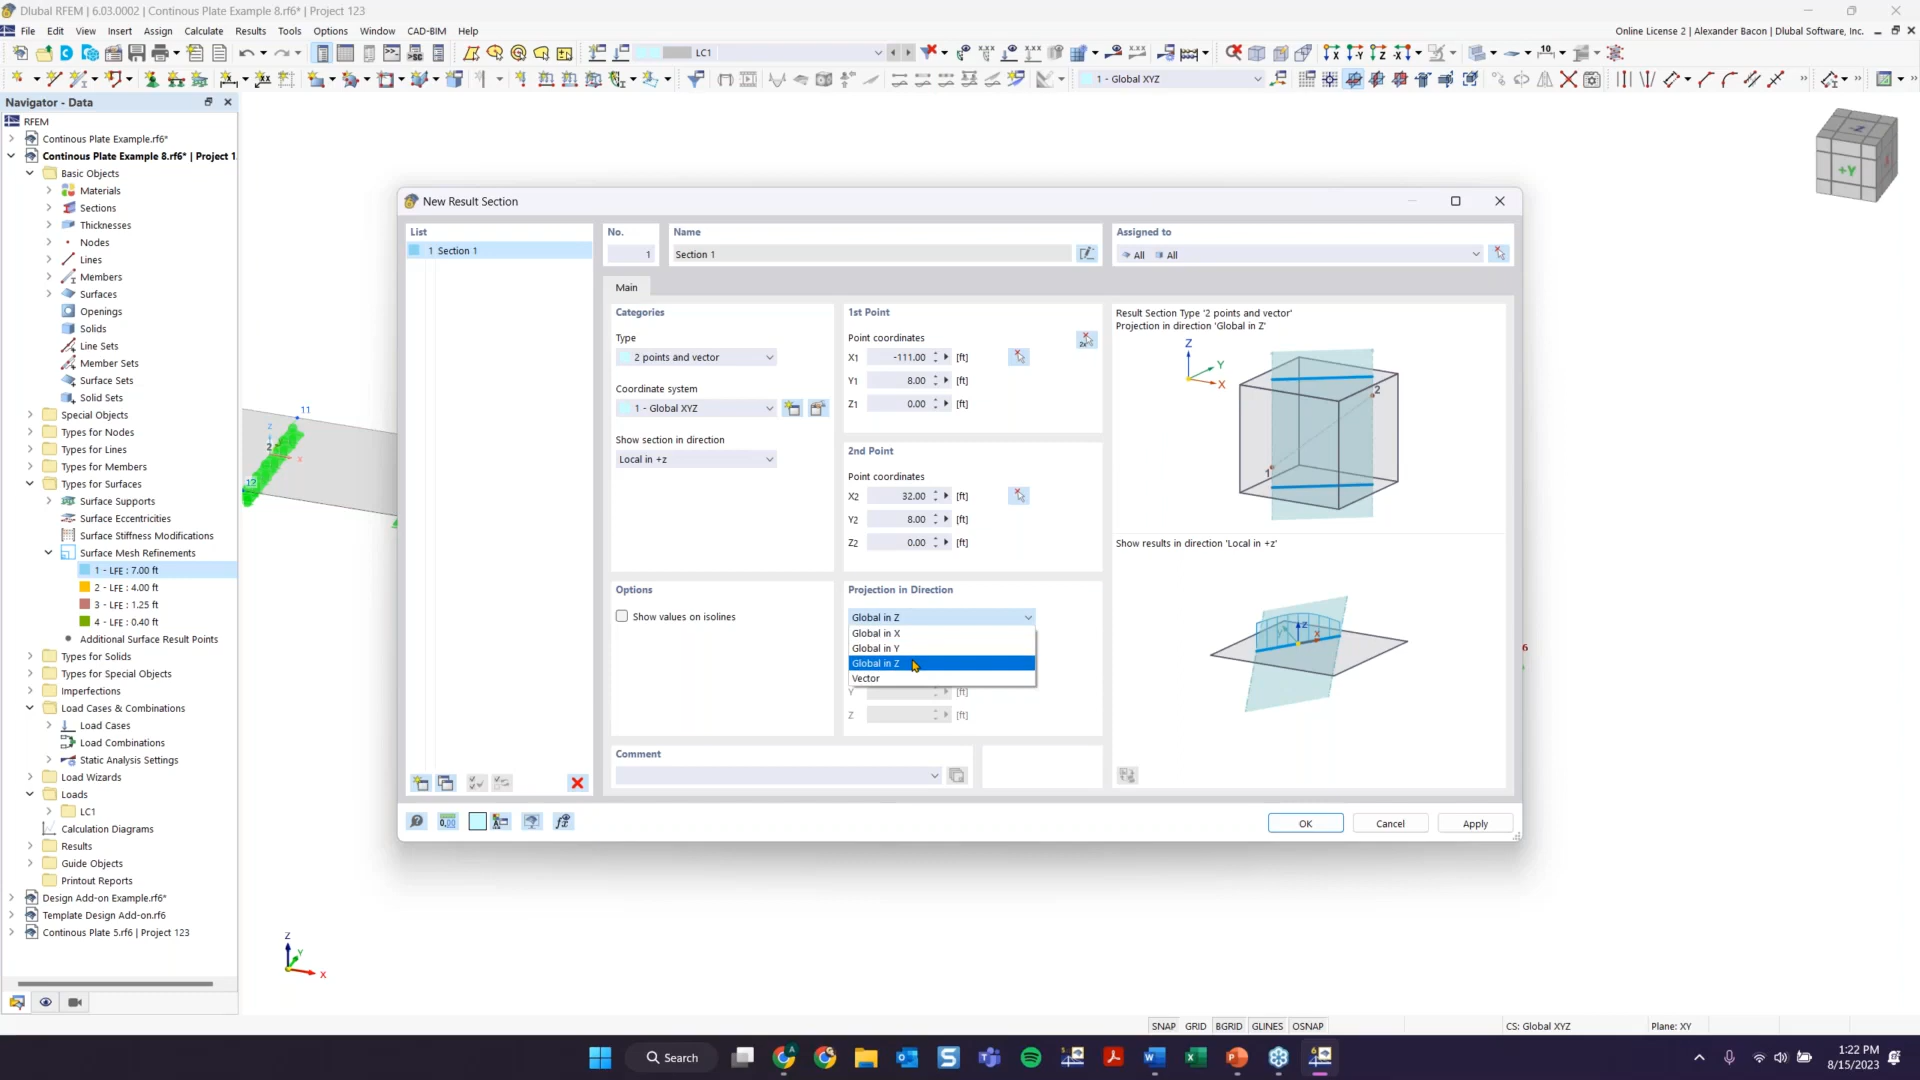 Dlubal RFEM | 6.03.0002 | Continous Plate Example 8.rf6* | Project 123
File Edit View Insert Assign Calculate Results Tools Options Window CAD-BIM Help
Online License 2 | Alexander Bacon | Dlubal Software, Inc.
LC1
1 - Global XYZ
Navigator - Data
RFEM
Continous Plate Example.rf6*
Continous Plate Example 8.rf6* | Project 1
Basic Objects
Materials
Sections
Thicknesses
Nodes
Lines
Members
Surfaces
Openings
Solids
Line Sets
Member Sets
Surface Sets
Solid Sets
Special Objects
Types for Nodes
Types for Lines
Types for Members
Types for Surfaces
Surface Supports
Surface Eccentricities
Surface Stiffness Modifications
Surface Mesh Refinements
1 - LFE : 7.00 ft
2 - LFE : 4.00 ft
3 - LFE : 1.25 ft
4 - LFE : 0.40 ft
Additional Surface Result Points
Types for Solids
Types for Special Objects
Imperfections
Load Cases & Combinations
Load Cases
Load Combinations
Static Analysis Settings
Load Wizards
Loads
LC1
Calculation Diagrams
Results
Guide Objects
Printout Reports
Design Add-on Example.rf6*
Template Design Add-on.rf6
Continous Plate 5.rf6 | Project 123
11
z
2
x
12
Z
Y
X
-Z
+Y
6
New Result Section
List
1 Section 1
No.
1
Name
Section 1
Assigned to
All All
Main
Categories
Type
2 points and vector
Coordinate system
1 - Global XYZ
Show section in direction
Local in +z
Options
Show values on isolines
Comment
1st Point
Point coordinates
X1 -111.00 [ft]
Y1 8.00 [ft]
Z1 0.00 [ft]
2nd Point
Point coordinates
X2 32.00 [ft]
Y2 8.00 [ft]
Z2 0.00 [ft]
Projection in Direction
Global in Z
Global in X
Global in Y
Global in Z
Vector
Y [ft]
Z [ft]
Result Section Type '2 points and vector'
Projection in direction 'Global in Z'
Z
Y
X
2
1
Show results in direction 'Local in +z'
z
x
y
OK Cancel Apply
SNAP GRID BGRID GLINES OSNAP
CS: Global XYZ
Plane: XY
Search
1:22 PM
8/15/2023